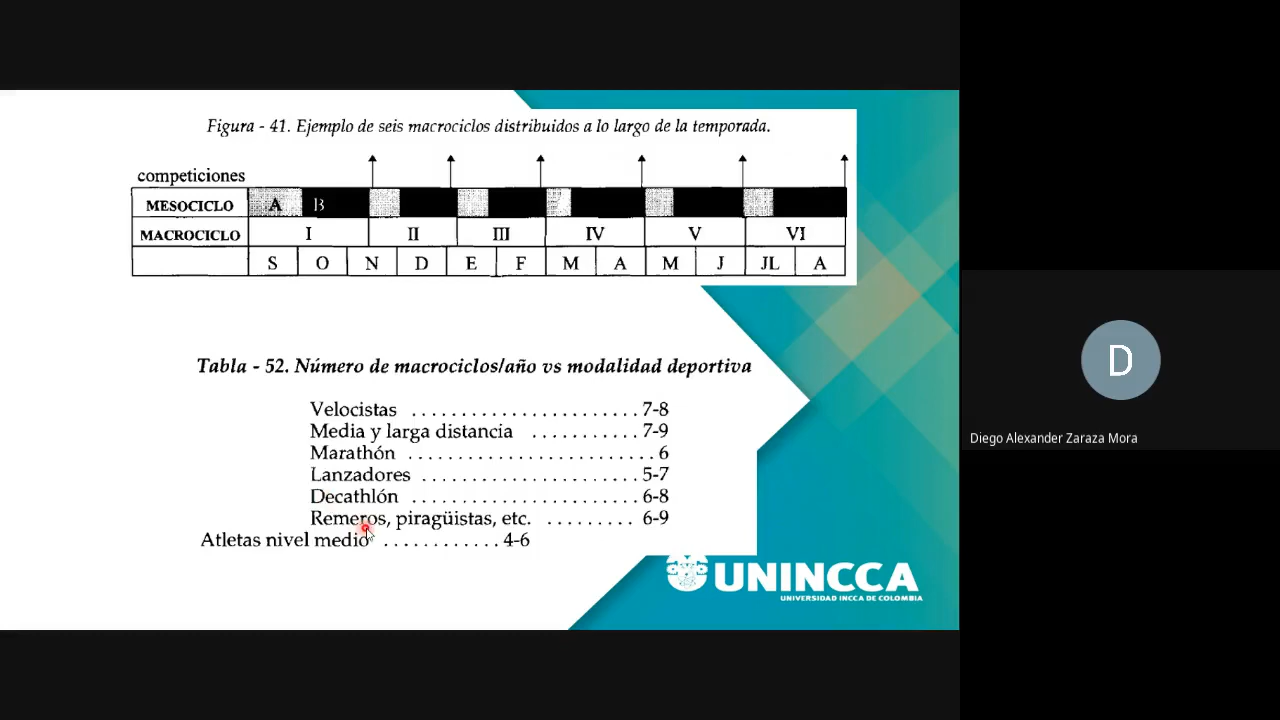 Figura - 41. Ejemplo de seis macrociclos distribuidos a lo largo de la temporada.
competiciones
MESOCICLO A B
MACROCICLO I II III IV V VI
S O N D E F M A M J JL A
Tabla - 52. Número de macrociclos/año vs modalidad deportiva
Velocistas ....................... 7-8
Media y larga distancia ........... 7-9
Marathón ......................... 6
Lanzadores ...................... 5-7
Decathlón ....................... 6-8
Remeros, piragüistas, etc. ......... 6-9
Atletas nivel medio ............ 4-6
UNINCCA
UNIVERSIDAD INCCA DE COLOMBIA
D
Diego Alexander Zaraza Mora